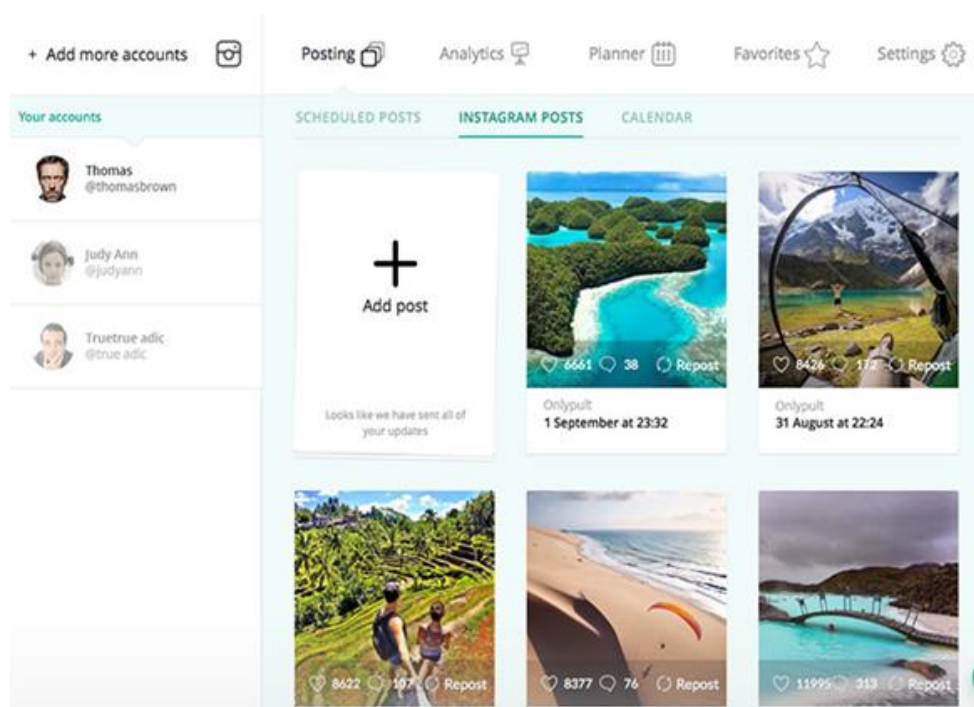 + Add more accounts
Posting
Analytics
Planner
Favorites
Settings
Your accounts
SCHEDULED POSTS
INSTAGRAM POSTS
CALENDAR
Thomas
@thomasbrown
Judy Ann
@judyann
Truetrue adic
@true adic
Add post
Looks like we have sent all of
your updates
6661 38 Repost
Onlypult
1 September at 23:32
8426 172 Repost
Onlypult
31 August at 22:24
8622 107 Repost
8377 76 Repost
11995 313 Repost